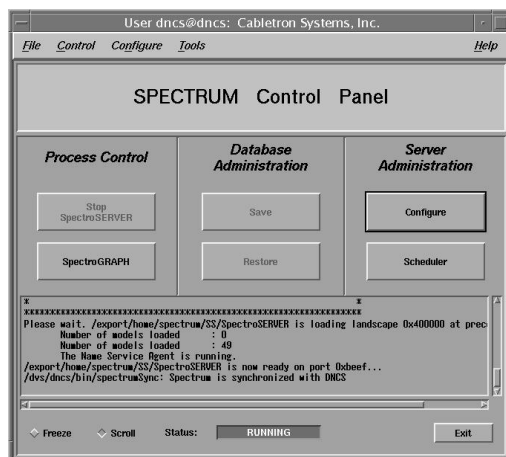 User dncs@dncs: Cabletron Systems, Inc.
File Control Configure Tools Help
SPECTRUM Control Panel
Process Control
Stop
SpectroSERVER
SpectroGRAPH
Database
Administration
Save
Restore
Server
Administration
Configure
Scheduler
* *
****************************************************************
Please wait. /export/home/spectrum/SS/SpectroSERVER is loading landscape 0x400000 at prec
Number of models loaded : 0
Number of models loaded : 49
The Name Service Agent is running.
/export/home/spectrum/SS/SpectroSERVER is now ready on port 0xbeef...
/dvs/dncs/bin/spectrumSync: Spectrum is synchronized with DNCS
Freeze Scroll Status: RUNNING Exit